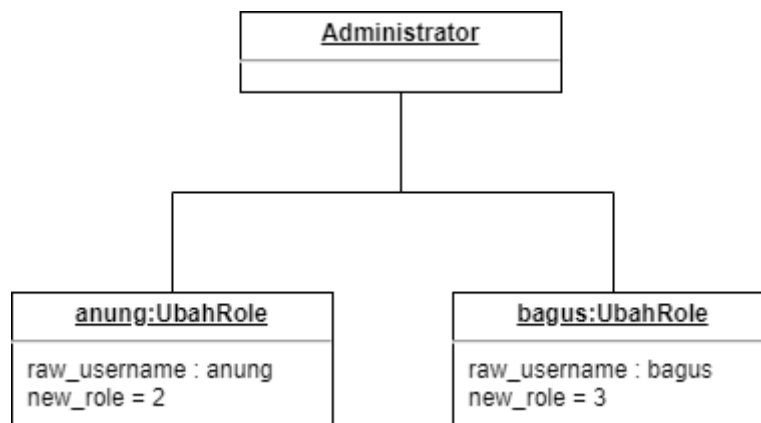 Administrator
anung:UbahRole
raw_username : anung
new_role = 2
bagus:UbahRole
raw_username : bagus
new_role = 3